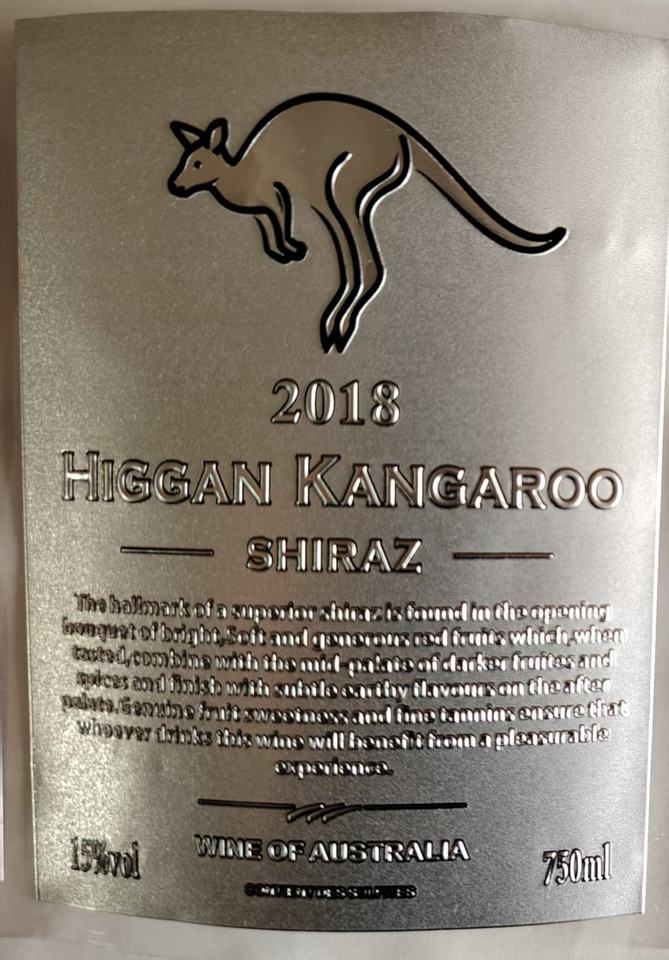 2018
HIGGAN KANGAROO
SHIRAZ
The hallmark of a superior shiraz is found in the opening
bouquet of bright,Soft and generous red fruits which,when
tasted,combine with the mid-palate of darker fruites and
spices and finish with subtle earthy flavours on the after
palate.Genuine fruit sweetness and fine tannins ensure that
whoever drinks this wine will benefit from a pleasurable
experience.
WINE OF AUSTRALIA
15%vol
750ml